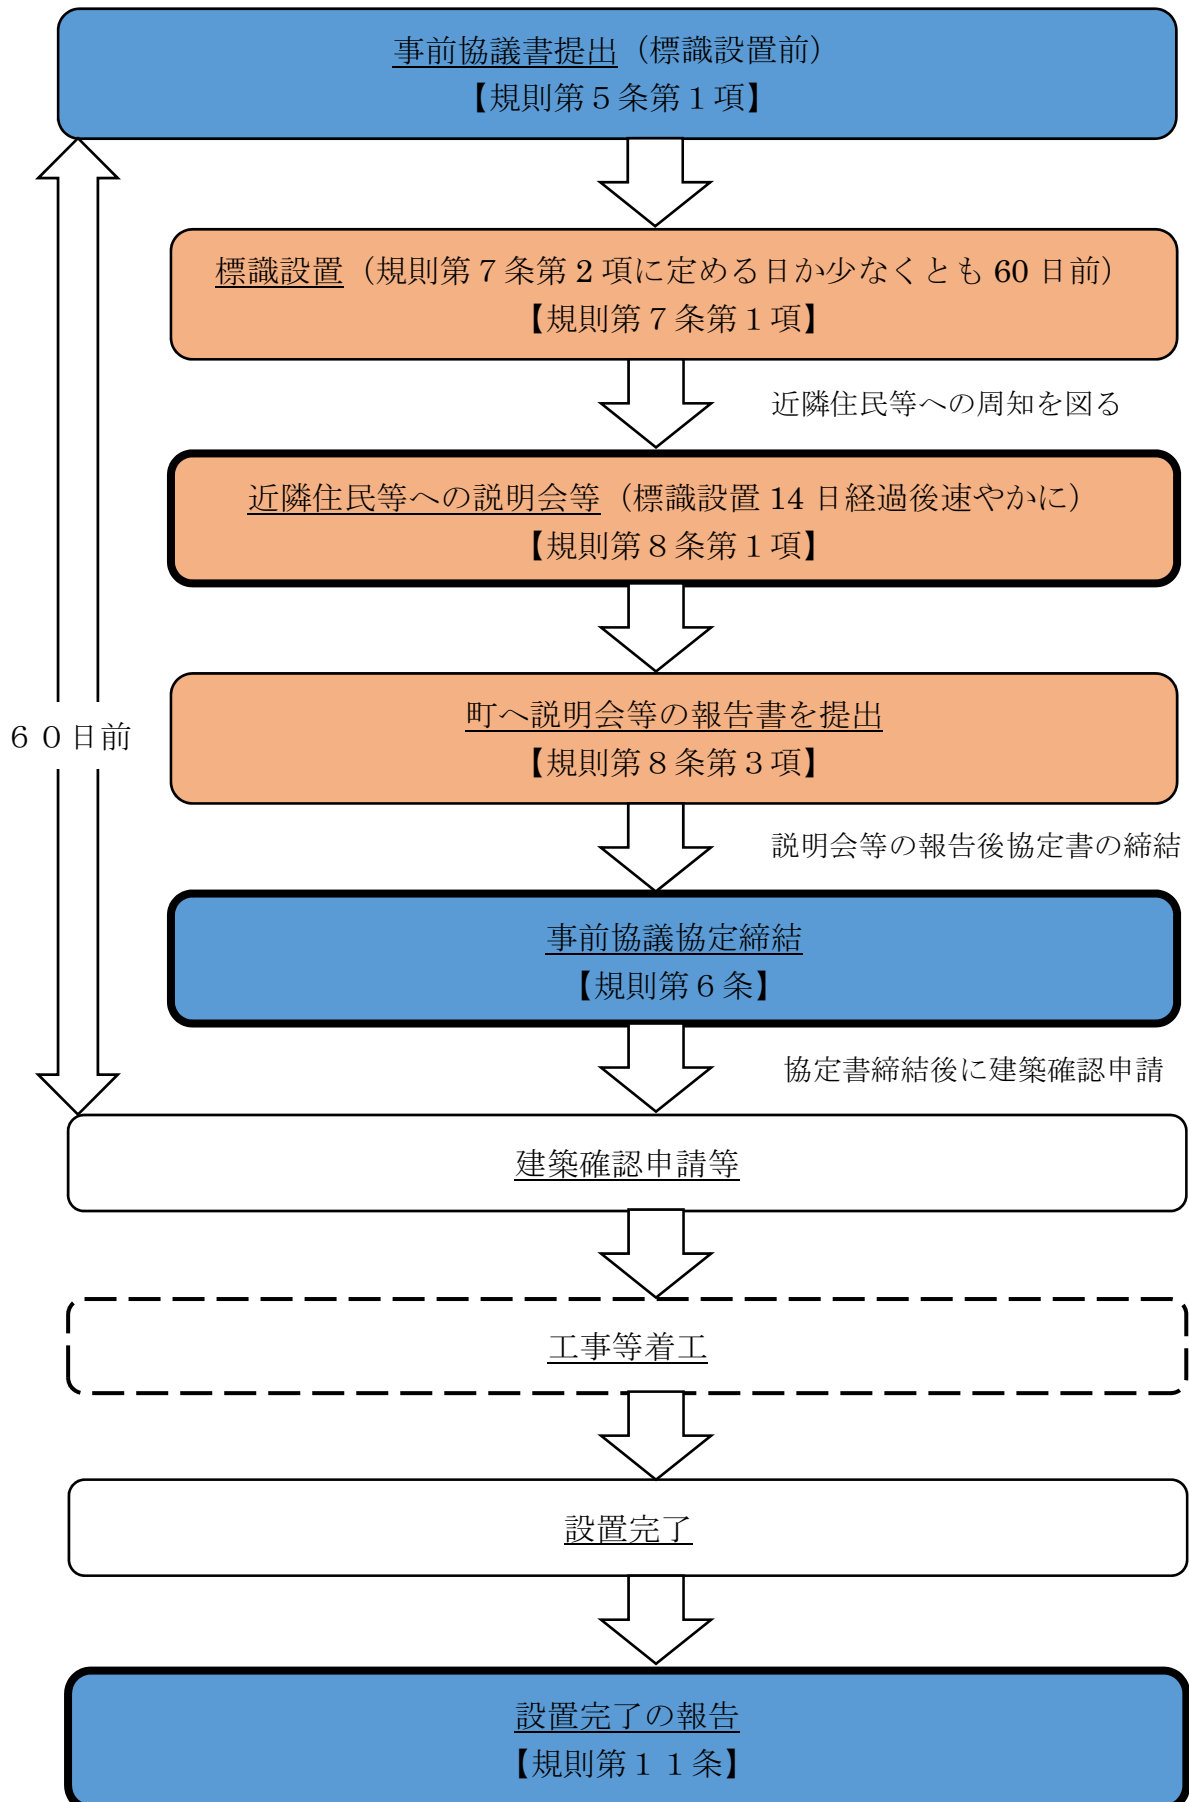 事前協議書提出（標識設置前）
【規則第５条第１項】
標識設置（規則第７条第２項に定める日か少なくとも 60 日前）
【規則第７条第１項】
近隣住民等への周知を図る
近隣住民等への説明会等（標識設置 14 日経過後速やかに）
【規則第８条第１項】
町へ説明会等の報告書を提出
【規則第８条第３項】
６０日前
説明会等の報告後協定書の締結
事前協議協定締結
【規則第６条】
協定書締結後に建築確認申請
建築確認申請等
工事等着工
設置完了
設置完了の報告
【規則第１１条】